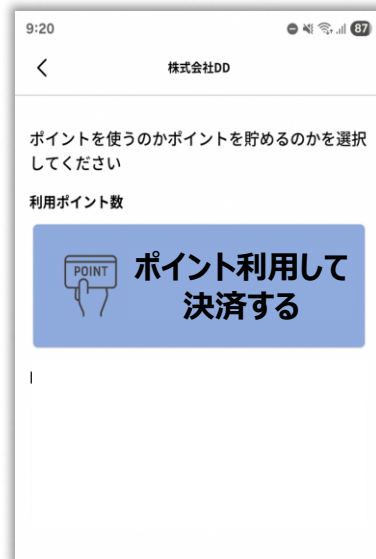 9:20
87
株式会社DD
ポイントを使うのかポイントを貯めるのかを選択
してください
利用ポイント数
POINT
ポイント利用して
決済する